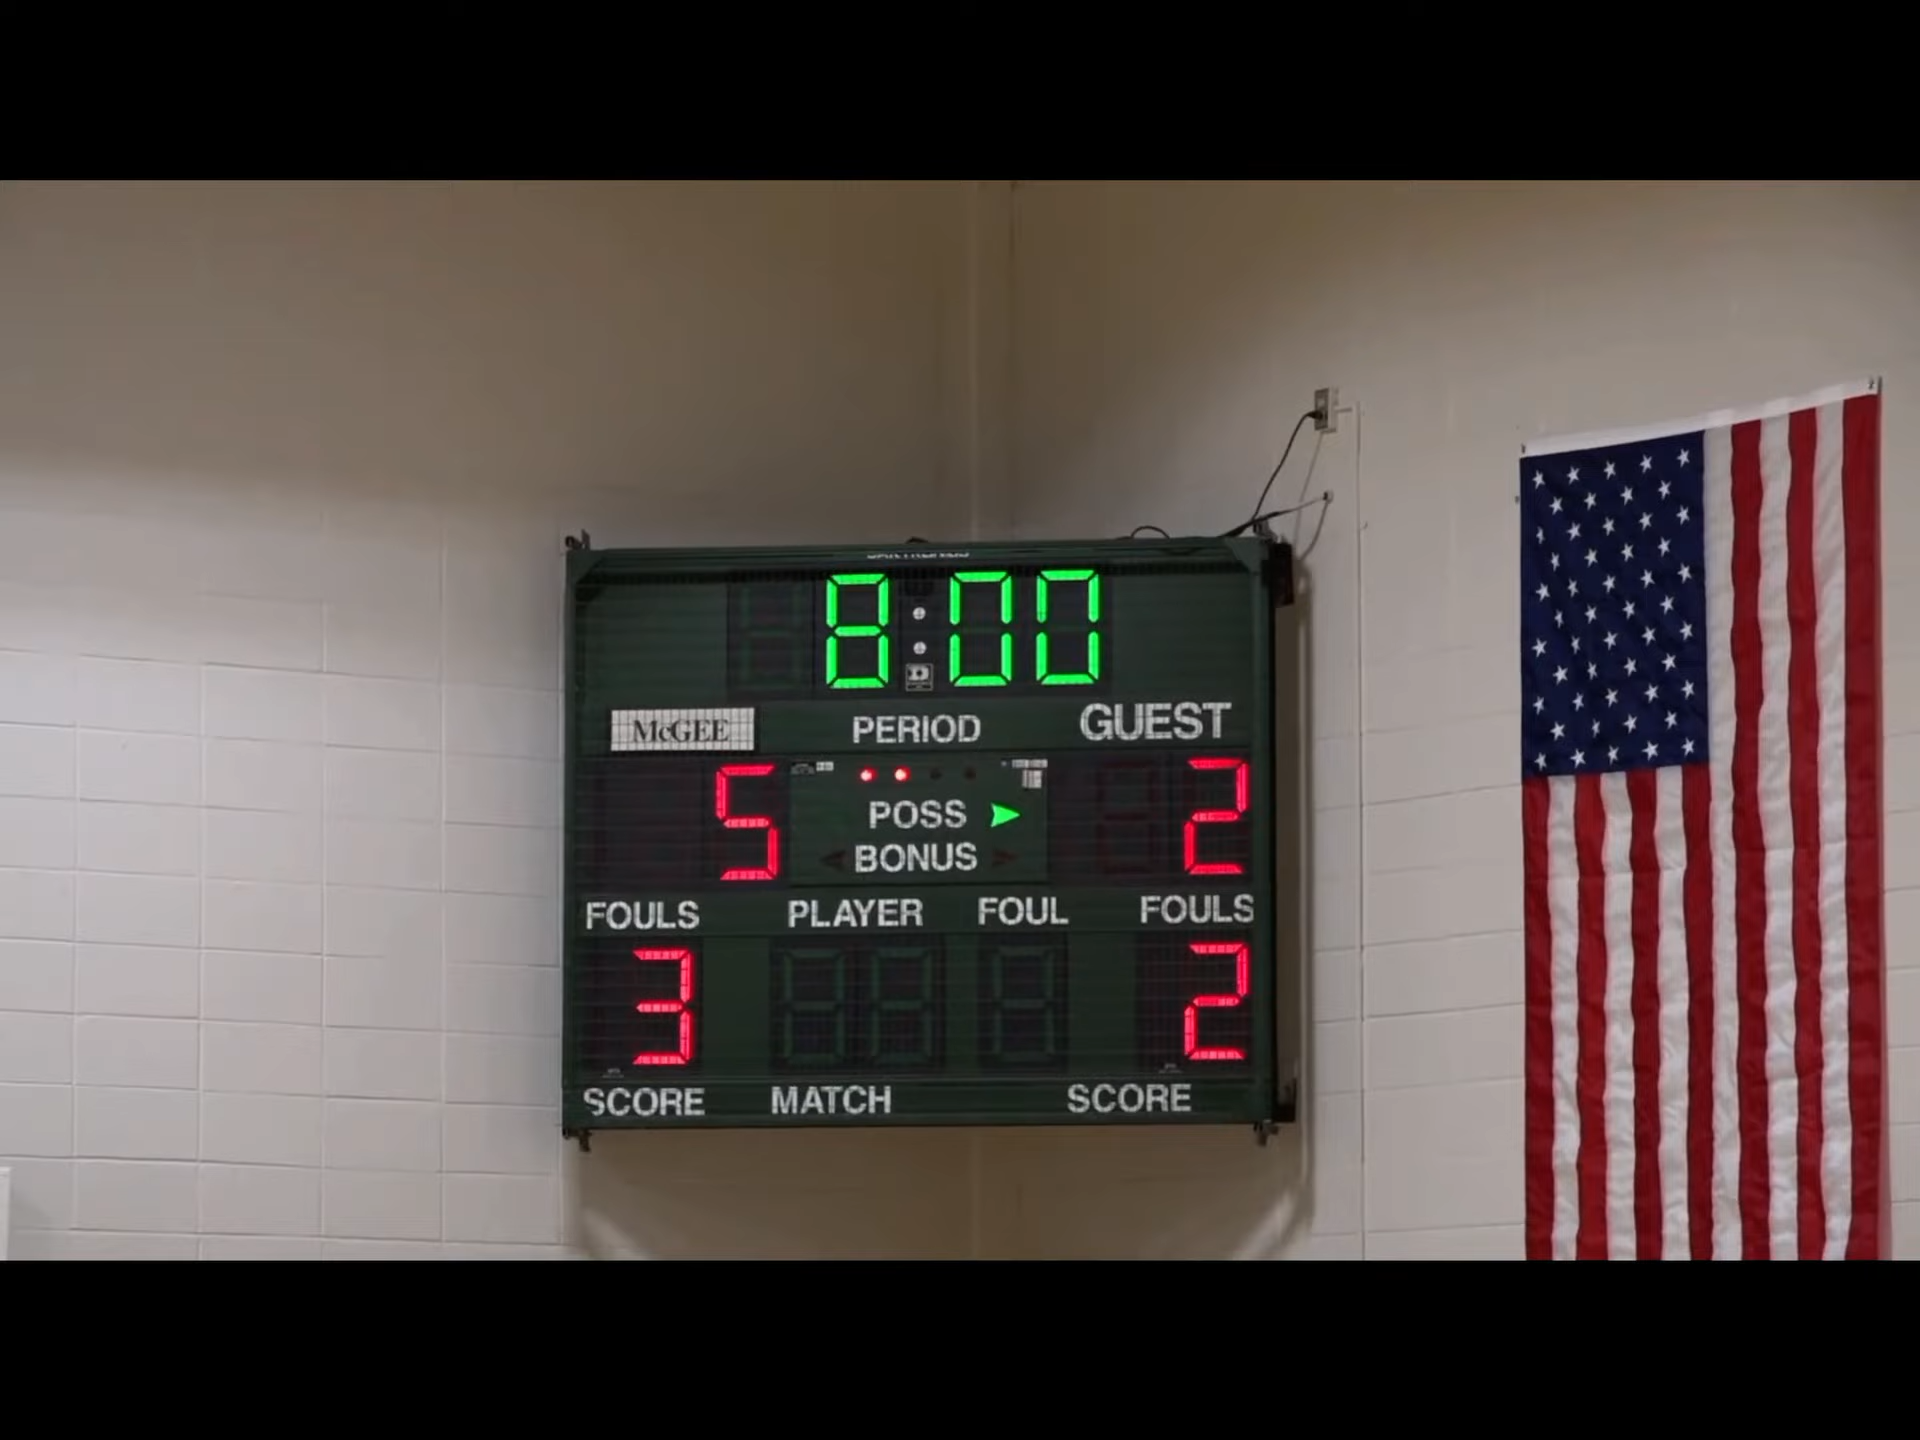 8:00
D
McGEE PERIOD GUEST
5 2
POSS
BONUS
FOULS PLAYER FOUL FOULS
3 2
SCORE MATCH SCORE